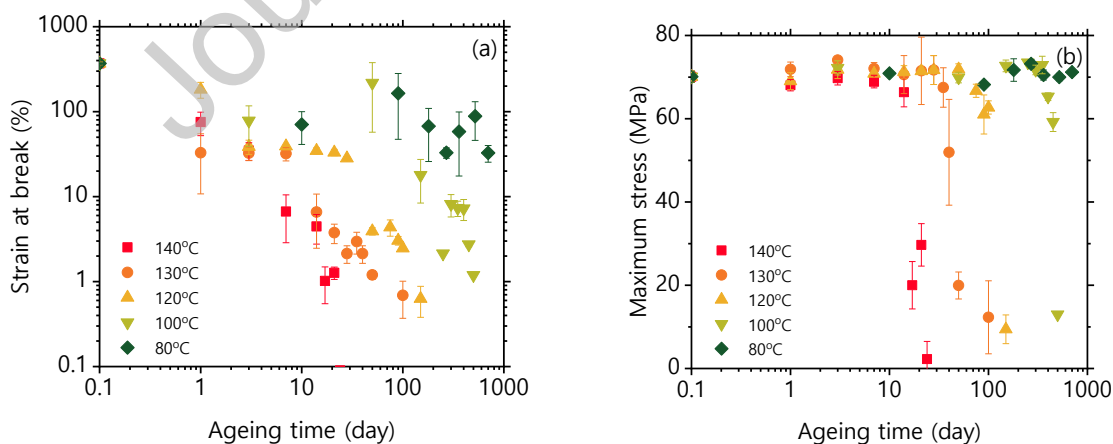 Jou
(a)
1000
100
10
1
0.1
Strain at break (%)
140°C
130°C
120°C
100°C
80°C
0.1 1 10 100 1000
Ageing time (day)
(b)
80
60
40
20
0
Maximum stress (MPa)
140°C
130°C
120°C
100°C
80°C
0.1 1 10 100 1000
Ageing time (day)